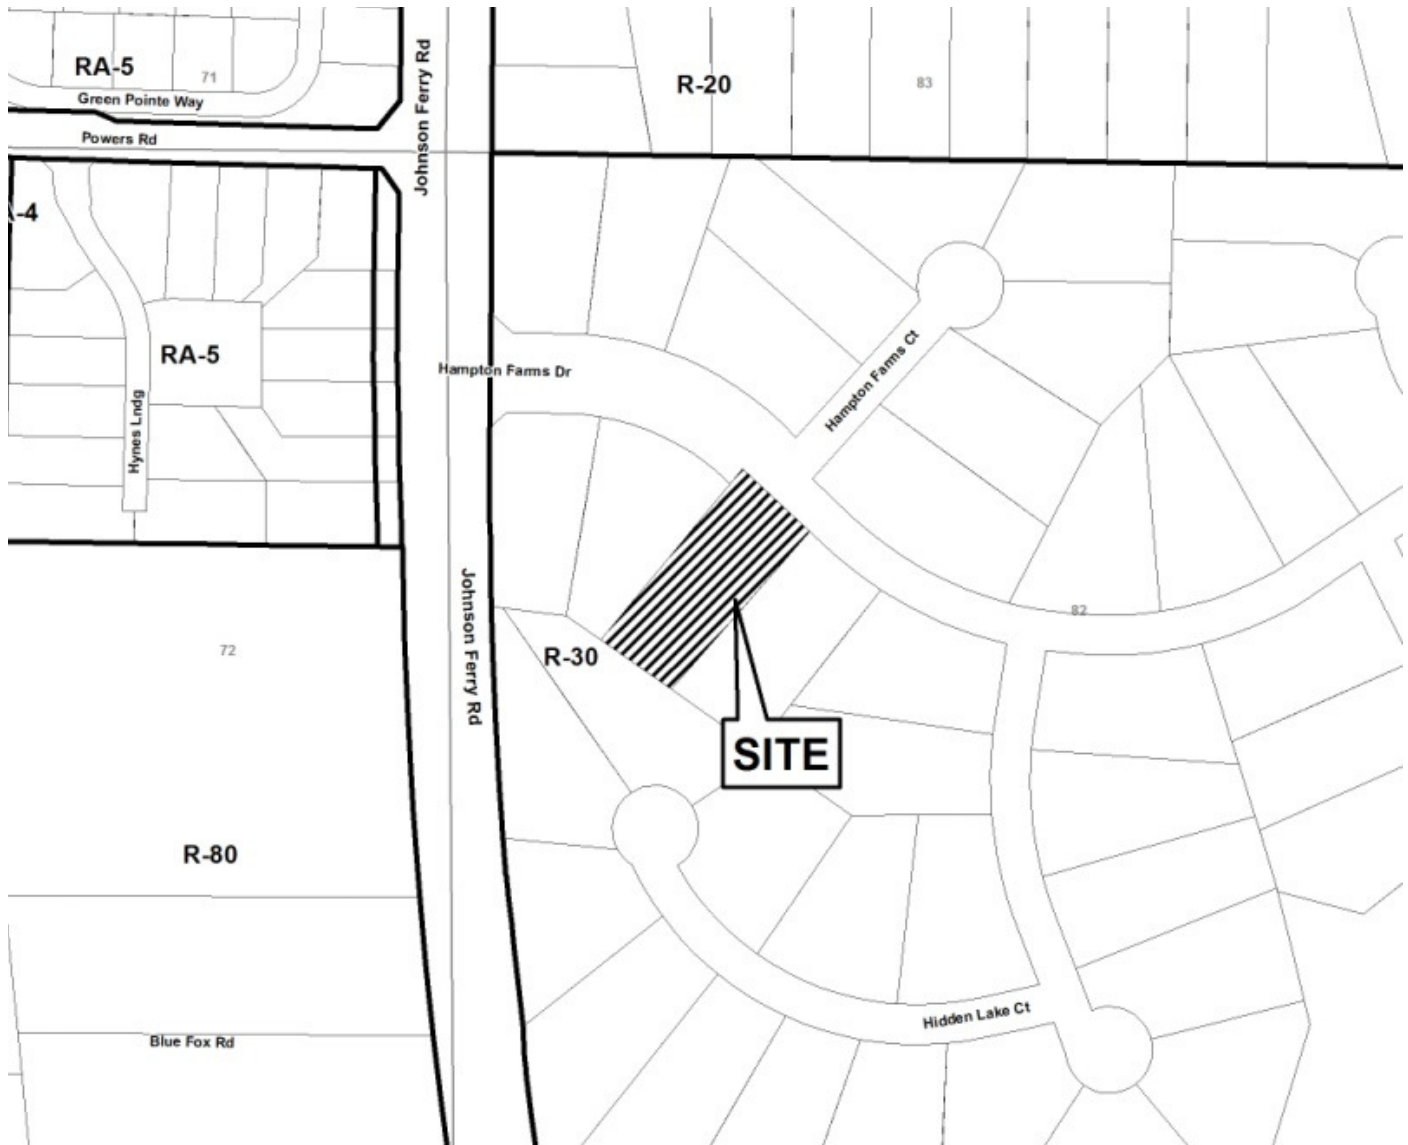 RA-5
71
Green Pointe Way
Powers Rd
Johnson Ferry Rd
R-20
83
-4
RA-5
Hynes Lndg
Hampton Farms Dr
Hampton Farms Ct
82
72
R-30
Johnson Ferry Rd
SITE
R-80
Hidden Lake Ct
Blue Fox Rd